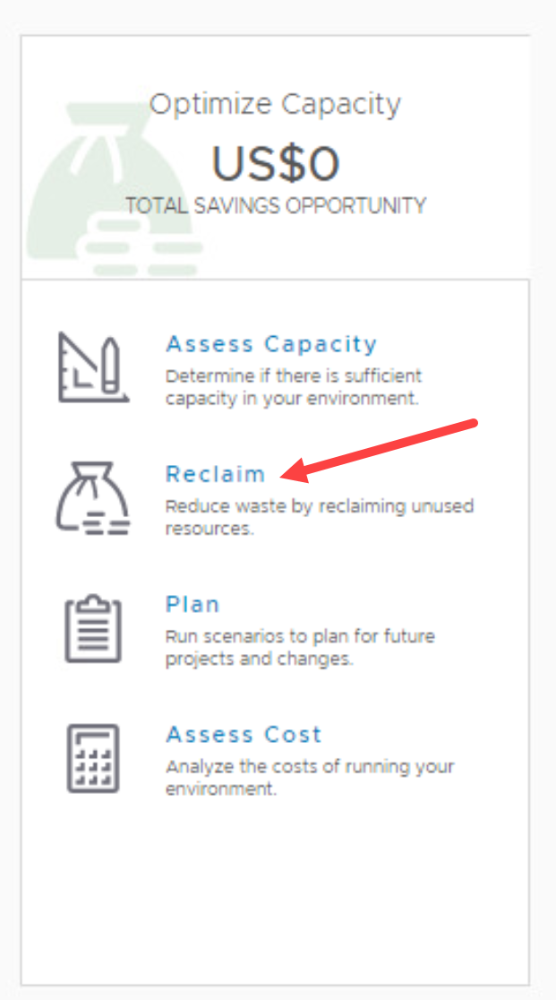 Optimize Capacity
US$0
TOTAL SAVINGS OPPORTUNITY
Assess Capacity
Determine if there is sufficient
capacity in your environment.
Reclaim
Reduce waste by reclaiming unused
resources.
Plan
Run scenarios to plan for future
projects and changes.
Assess Cost
Analyze the costs of running your
environment.